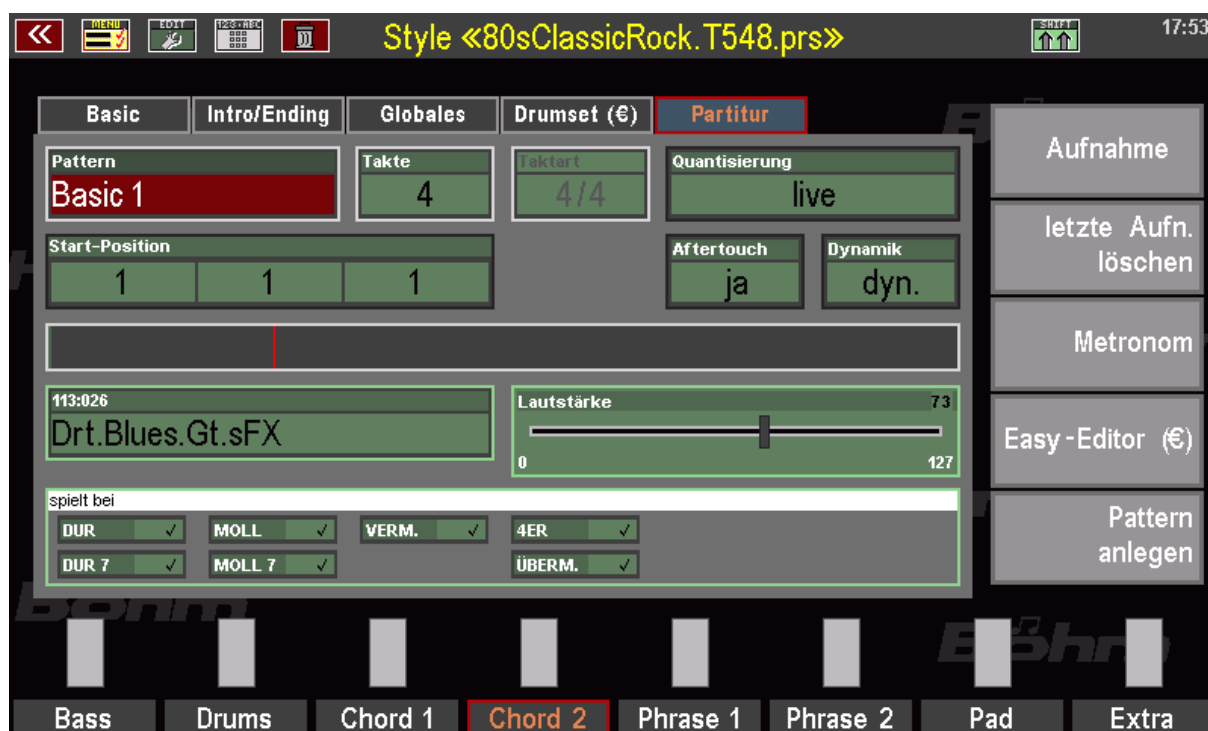 MENU
EDIT
123+ABC
Style «80sClassicRock.T548.prs»
SHIFT
17:53
Basic
Intro/Ending
Globales
Drumset (€)
Partitur
Pattern
Basic 1
Takte
4
Taktart
4/4
Quantisierung
live
Start-Position
1 1 1
Aftertouch
ja
Dynamik
dyn.
113:026
Drt.Blues.Gt.sFX
Lautstärke 73
0 127
spielt bei
DUR ✓ MOLL ✓ VERM. ✓ 4ER ✓
DUR 7 ✓ MOLL 7 ✓ ÜBERM. ✓
Aufnahme
letzte Aufn.
löschen
Metronom
Easy-Editor (€)
Pattern
anlegen
Böhm
Böhm
Bass
Drums
Chord 1
Chord 2
Phrase 1
Phrase 2
Pad
Extra